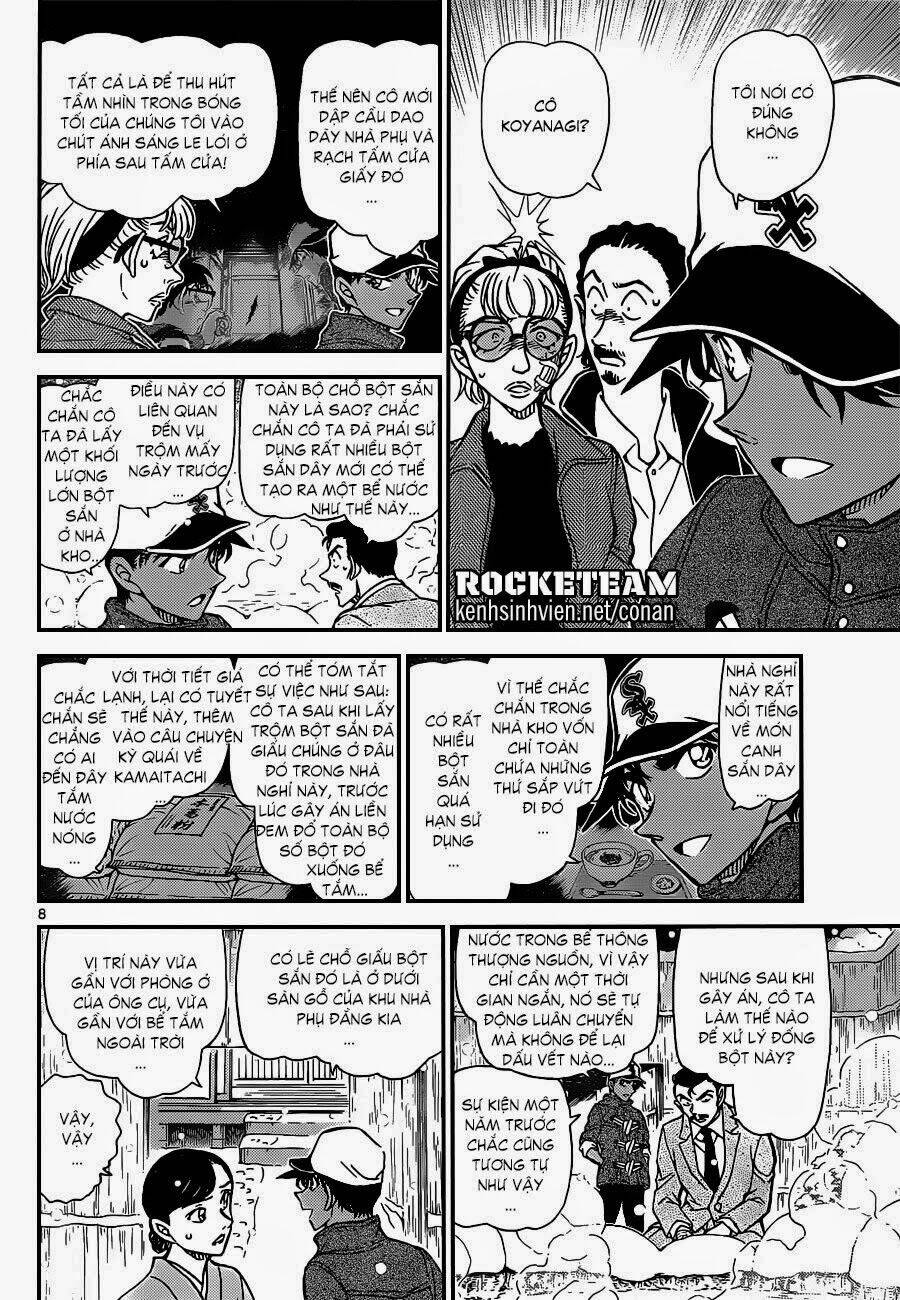 TÔI NÓI CÓ
ĐÚNG
KHÔNG
...
CÔ
KOYANAGI?
THẾ NÊN CÔ MỚI
DẬP CẦU DAO
DÃY NHÀ PHỤ VÀ
RẠCH TẤM CỬA
GIẤY ĐÓ
...
TẤT CẢ LÀ ĐỂ THU HÚT
TẦM NHÌN TRONG BÓNG
TỐI CỦA CHÚNG TÔI VÀO
CHÚT ÁNH SÁNG LE LÓI Ở
PHÍA SAU TẤM CỬA!
ROCKETEAM
kenhsinhvien.net/conan
TOÀN BỘ CHỖ BỘT SẮN
NÀY LÀ SAO? CHẮC
CHẮN CÔ TA ĐÃ PHẢI SỬ
DỤNG RẤT NHIỀU BỘT
SẮN DÂY MỚI CÓ THỂ
TẠO RA MỘT BỂ NƯỚC
NHƯ THẾ NÀY...
ĐIỀU NÀY CÓ
LIÊN QUAN
ĐẾN VỤ
TRỘM MẤY
NGÀY TRƯỚC
...
CHẮC
CHẮN CÔ
TA ĐÃ LẤY
MỘT KHỐI
LƯỢNG
LỚN BỘT
SẮN
Ở NHÀ
KHO...
NHÀ NGHỈ
NÀY RẤT
NỔI TIẾNG
VỀ MÓN
CANH
SẮN DÂY
...
VÌ THẾ CHẮC
CHẮN TRONG
NHÀ KHO VỐN
CHỈ TOÀN
CHỨA NHỮNG
THỨ SẮP VỨT
ĐI ĐÓ
...
CÓ RẤT
NHIỀU
BỘT
SẮN
QUÁ
HẠN SỬ
DỤNG
...
CÓ THỂ TÓM TẮT
SỰ VIỆC NHƯ SAU:
CÔ TA SAU KHI LẤY
TRỘM BỘT SẮN ĐÃ
GIẤU CHÚNG Ở ĐÂU
ĐÓ TRONG NHÀ
NGHỈ NÀY, TRƯỚC
LÚC GÂY ÁN LIỀN
ĐEM ĐỔ TOÀN BỘ
SỐ BỘT ĐÓ
XUỐNG BỂ
TẮM...
VỚI THỜI TIẾT GIÁ
LẠNH, LẠI CÓ TUYẾT
THẾ NÀY, THÊM
VÀO CÂU CHUYỆN
KỲ QUÁI VỀ
KAMAITACHI
...
CHẮC
CHẮN SẼ
CHẲNG
CÓ AI
ĐẾN ĐÂY
TẮM
NƯỚC
NÓNG
...
8
NHƯNG SAU KHI
GÂY ÁN, CÔ TA
LÀM THẾ NÀO
ĐỂ XỬ LÝ ĐỐNG
BỘT NÀY?
NƯỚC TRONG BỂ THÔNG
THƯỢNG NGUỒN, VÌ VẬY
CHỈ CẦN MỘT THỜI
GIAN NGẮN, NÓ SẼ TỰ
ĐỘNG LUÂN CHUYỂN
MÀ KHÔNG ĐỂ LẠI
DẤU VẾT NÀO...
SỰ KIỆN MỘT
NĂM TRƯỚC
CHẮC CŨNG
TƯƠNG TỰ
NHƯ VẬY
CÓ LẼ CHỖ GIẤU BỘT
SẮN ĐÓ LÀ Ở DƯỚI
SÀN GỖ CỦA KHU NHÀ
PHỤ ĐẰNG KIA
...
VỊ TRÍ NÀY VỪA
GẦN VỚI PHÒNG Ở
CỦA ÔNG CỤ, VỪA
GẦN VỚI BỂ TẮM
NGOÀI TRỜI
...
VẬY,
VẬY
...